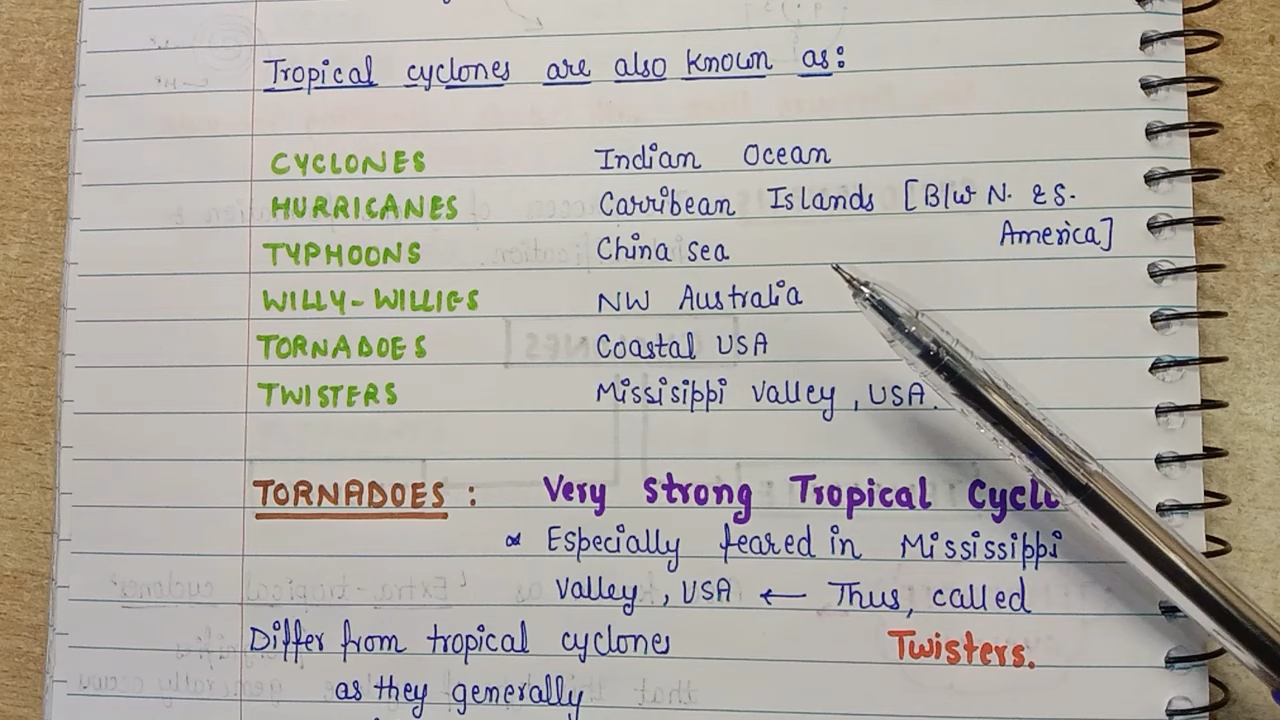 Tropical cyclones are also known as:
CYCLONES Indian Ocean
HURRICANES Carribean Islands [B/w N. & S.
America]
TYPHOONS China sea
WILLY-WILLIES NW Australia
TORNADOES Coastal USA
TWISTERS Missisippi valley, USA.
TORNADOES: Very strong Tropical
Especially feared in Mississippi
valley, USA ← Thus, called
Differ from tropical cyclones Twisters.
as they generally